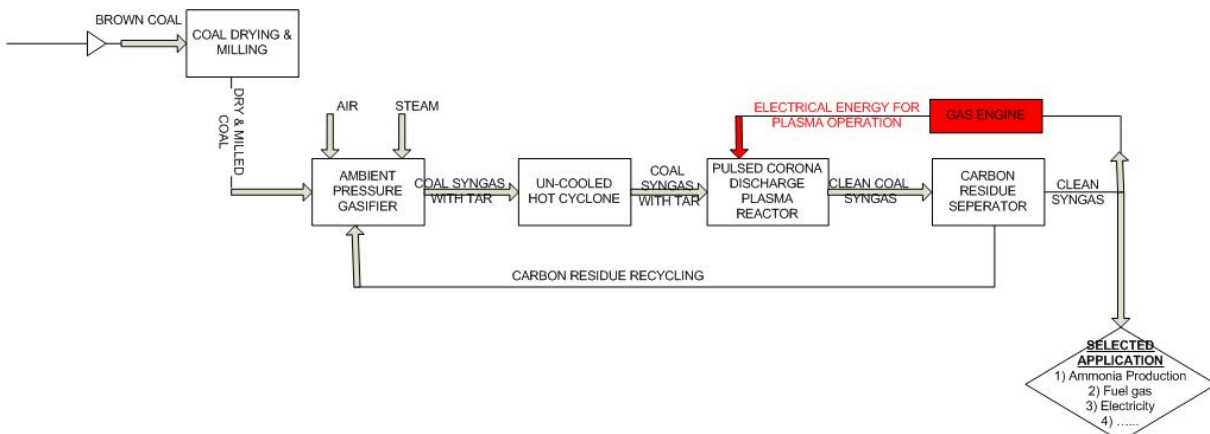 BROWN COAL
COAL DRYING &
MILLING
DRY & MILLED
COAL
AIR
STEAM
AMBIENT
PRESSURE
GASIFIER
COAL SYNGAS
WITH TAR
UN-COOLED
HOT CYCLONE
COAL
SYNGAS
WITH TAR
ELECTRICAL ENERGY FOR
PLASMA OPERATION
GAS ENGINE
PULSED CORONA
DISCHARGE
PLASMA
REACTOR
CLEAN COAL
SYNGAS
CARBON
RESIDUE
SEPERATOR
CLEAN
SYNGAS
CARBON RESIDUE RECYCLING
SELECTED
APPLICATION
1) Ammonia Production
2) Fuel gas
3) Electricity
4) ......